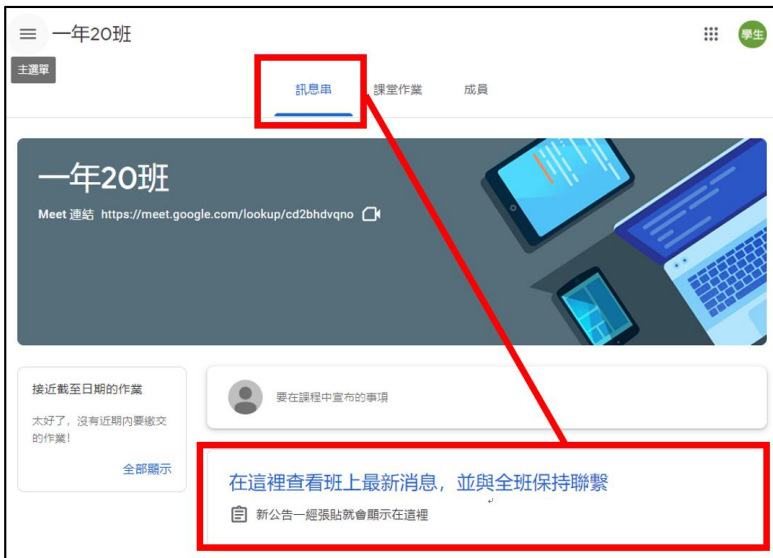 一年20班
學生
主選單
訊息串 課堂作業 成員
一年20班
Meet 連結 https://meet.google.com/lookup/cd2bhdvqno
接近截至日期的作業
太好了，沒有近期內要繳交
的作業!
全部顯示
要在課程中宣布的事項
在這裡查看班上最新消息，並與全班保持聯繫
新公告一經張貼就會顯示在這裡